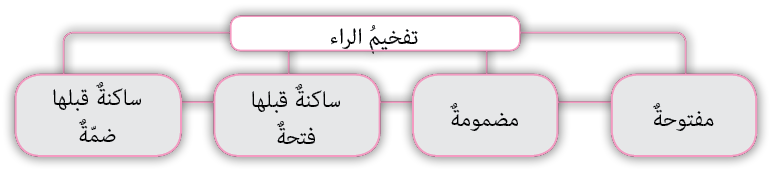 تفخيمُ الراء
مفتوحةٌ
مضمومةٌ
ساكنةٌ قبلها
فتحةٌ
ساكنةٌ قبلها
ضمّةٌ